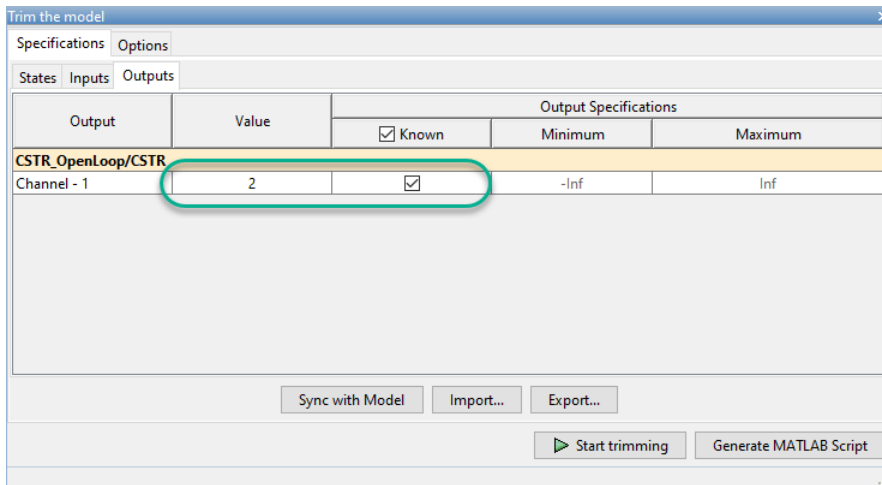 Trim the model
Specifications Options
States Inputs Outputs
Output Value Output Specifications
Known Minimum Maximum
CSTR_OpenLoop/CSTR
Channel - 1 2 -Inf Inf
Sync with Model Import... Export...
Start trimming Generate MATLAB Script